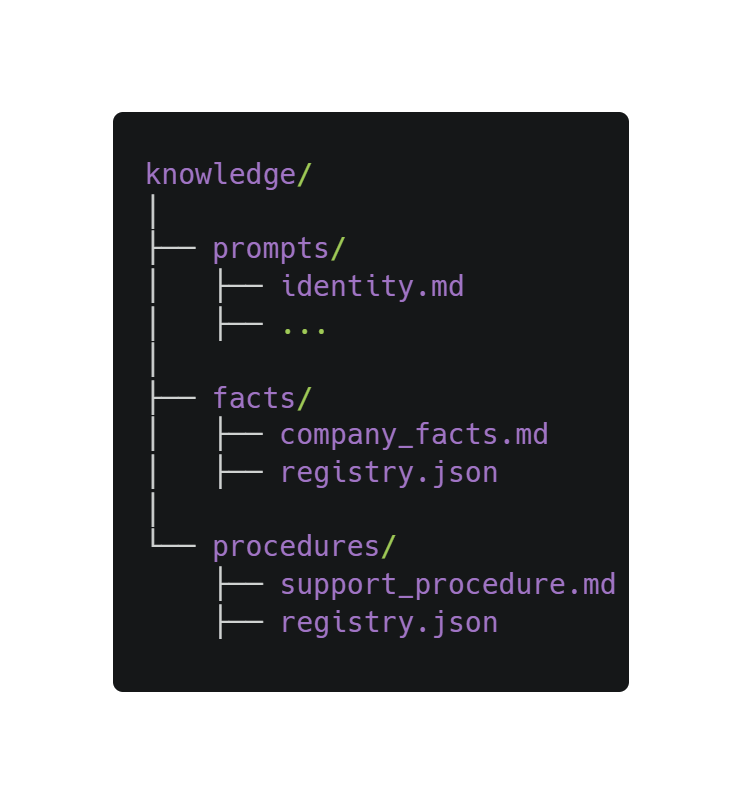 knowledge/
│
├── prompts/
│   ├── identity.md
│   ├── ...
│
├── facts/
│   ├── company_facts.md
│   ├── registry.json
│
└── procedures/
    ├── support_procedure.md
    ├── registry.json